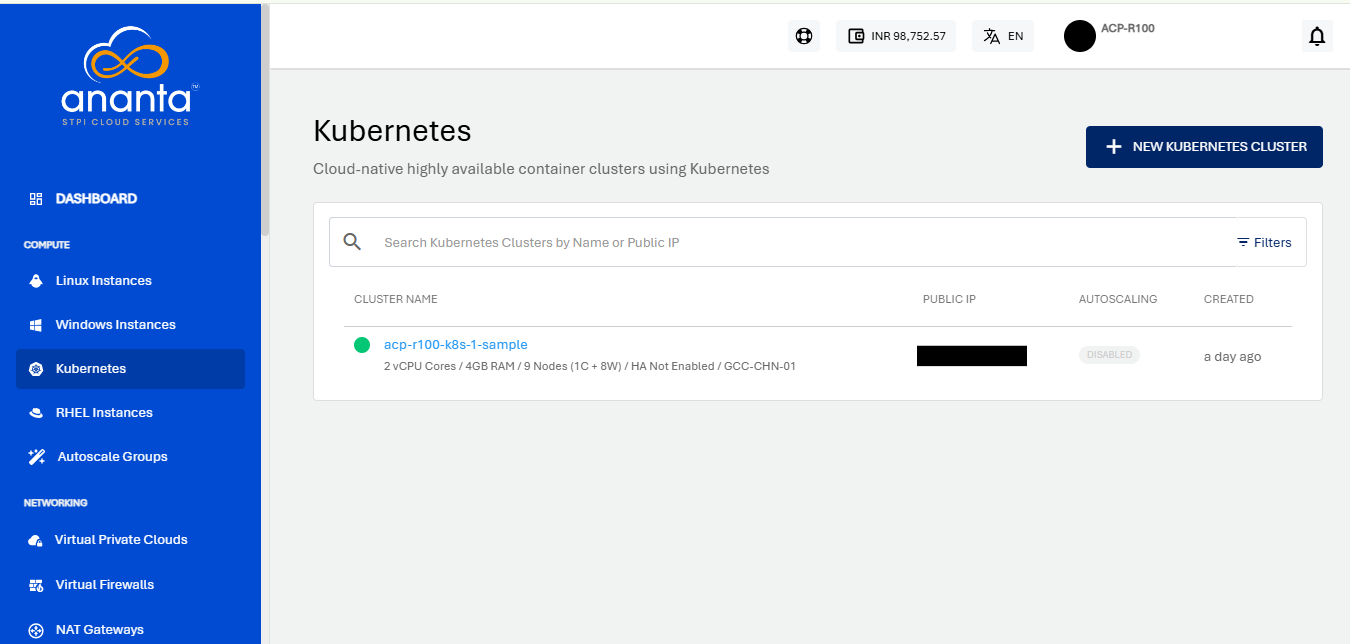 ananta TM
STPI CLOUD SERVICES
DASHBOARD
COMPUTE
Linux Instances
Windows Instances
Kubernetes
RHEL Instances
Autoscale Groups
NETWORKING
Virtual Private Clouds
Virtual Firewalls
NAT Gateways
INR 98,752.57
EN
ACP-R100
Kubernetes
Cloud-native highly available container clusters using Kubernetes
NEW KUBERNETES CLUSTER
Search Kubernetes Clusters by Name or Public IP
Filters
CLUSTER NAME PUBLIC IP AUTOSCALING CREATED
acp-r100-k8s-1-sample
2 vCPU Cores / 4GB RAM / 9 Nodes (1C + 8W) / HA Not Enabled / GCC-CHN-01
DISABLED
a day ago